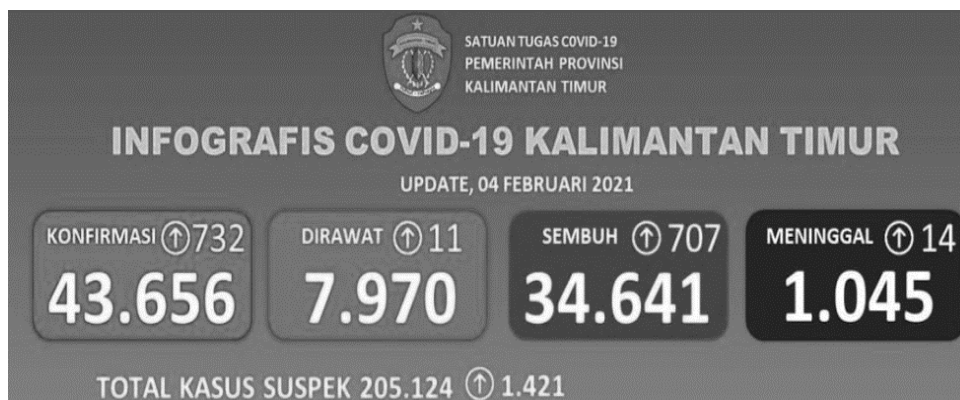 SATUAN TUGAS COVID-19
PEMERINTAH PROVINSI
KALIMANTAN TIMUR
INFOGRAFIS COVID-19 KALIMANTAN TIMUR
UPDATE, 04 FEBRUARI 2021
KONFIRMASI ↑ 732
43.656
DIRAWAT ↑ 11
7.970
SEMBUH ↑ 707
34.641
MENINGGAL ↑ 14
1.045
TOTAL KASUS SUSPEK 205.124 ↑ 1.421